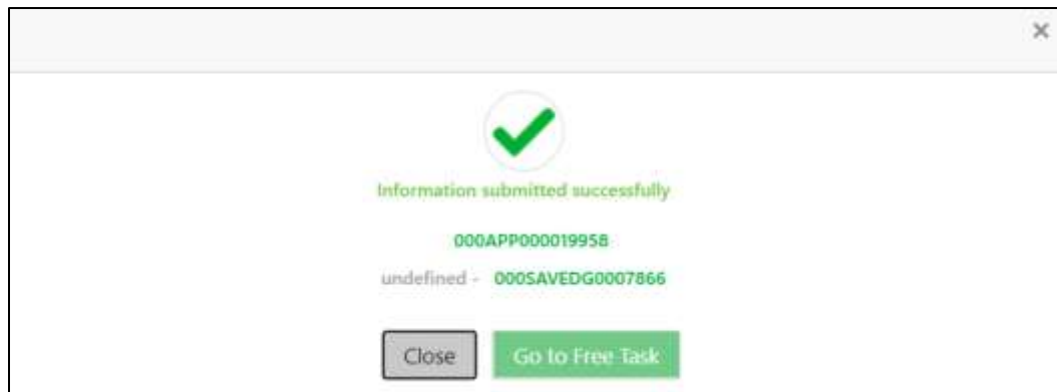 ×
Information submitted successfully
000APP000019958
undefined - 000SAVEDG0007866
Close Go to Free Task